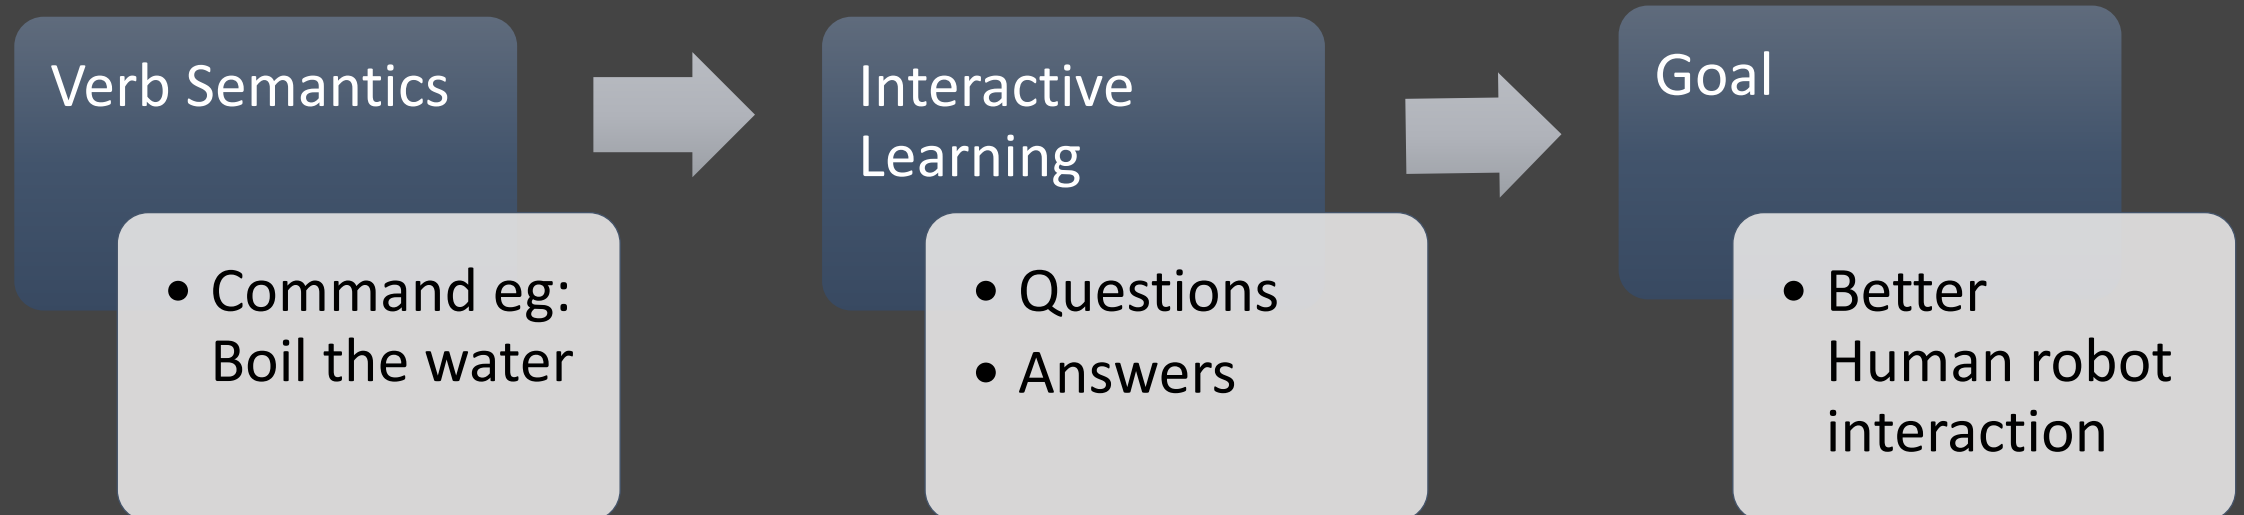 Verb Semantics
• Command eg:
Boil the water
Interactive
Learning
• Questions
• Answers
Goal
• Better
Human robot
interaction